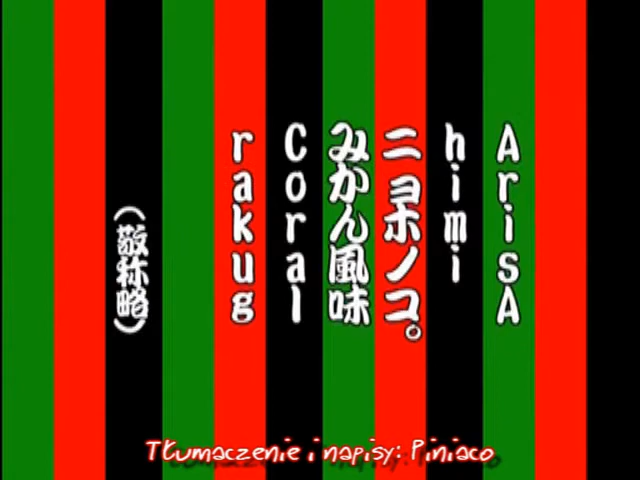 ArisA
himi
ニョホノコ。
みかん風味
Coral
rakug
(敬称略)
Tłumaczenie i napisy: Piniaco